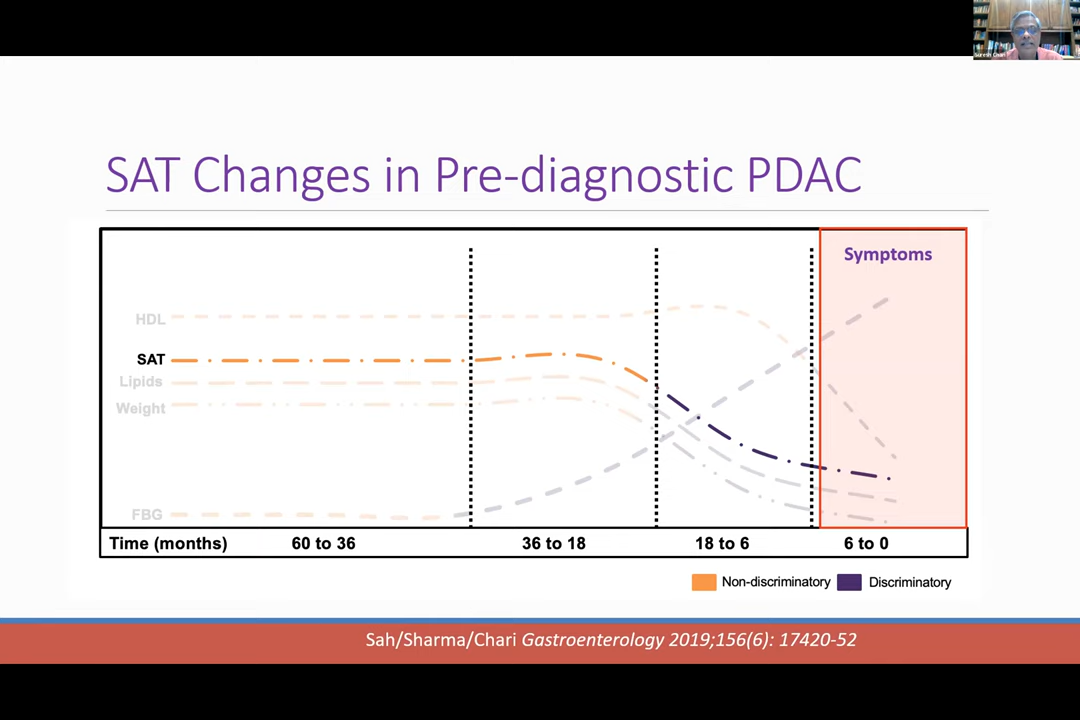 Suresh Chari
SAT Changes in Pre-diagnostic PDAC
Symptoms
HDL
SAT
Lipids
Weight
FBG
Time (months) 60 to 36 36 to 18 18 to 6 6 to 0
Non-discriminatory Discriminatory
Sah/Sharma/Chari Gastroenterology 2019;156(6): 17420-52